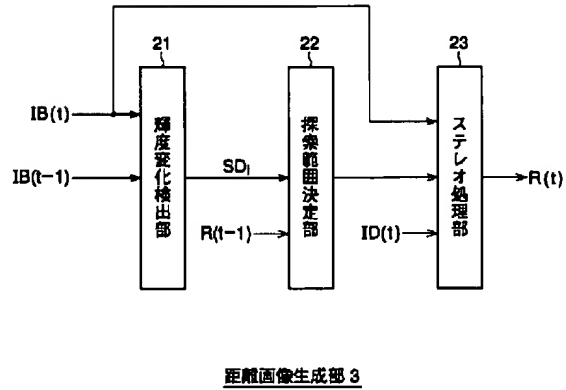 21
22
23
IB(t)
IB(t−1)
輝度変化検出部
SDi
R(t−1)
探索範囲決定部
ID(t)
ステレオ処理部
R(t)
距離画像生成部 3